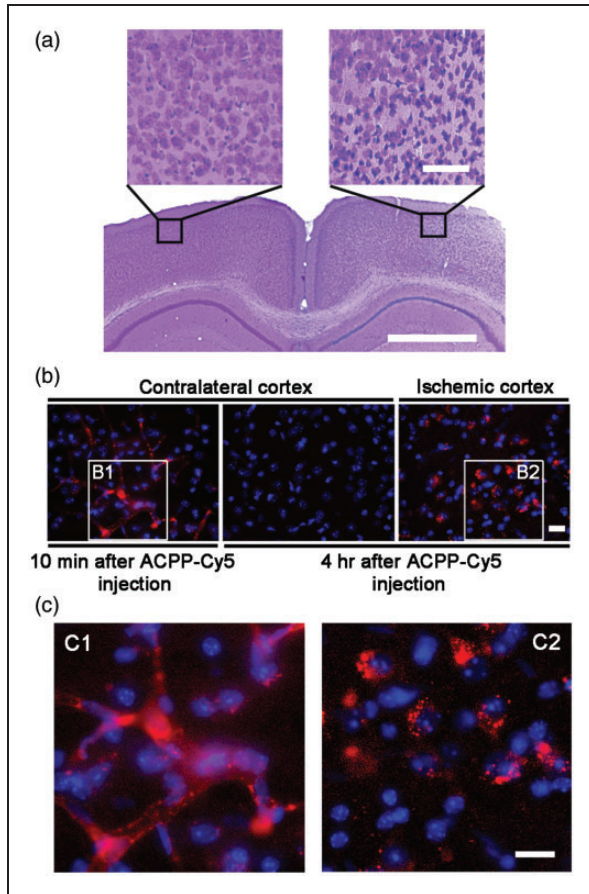 (a)
(b)
Contralateral cortex
Ischemic cortex
B1
B2
10 min after ACPP-Cy5
injection
4 hr after ACPP-Cy5
injection
(c)
C1
C2